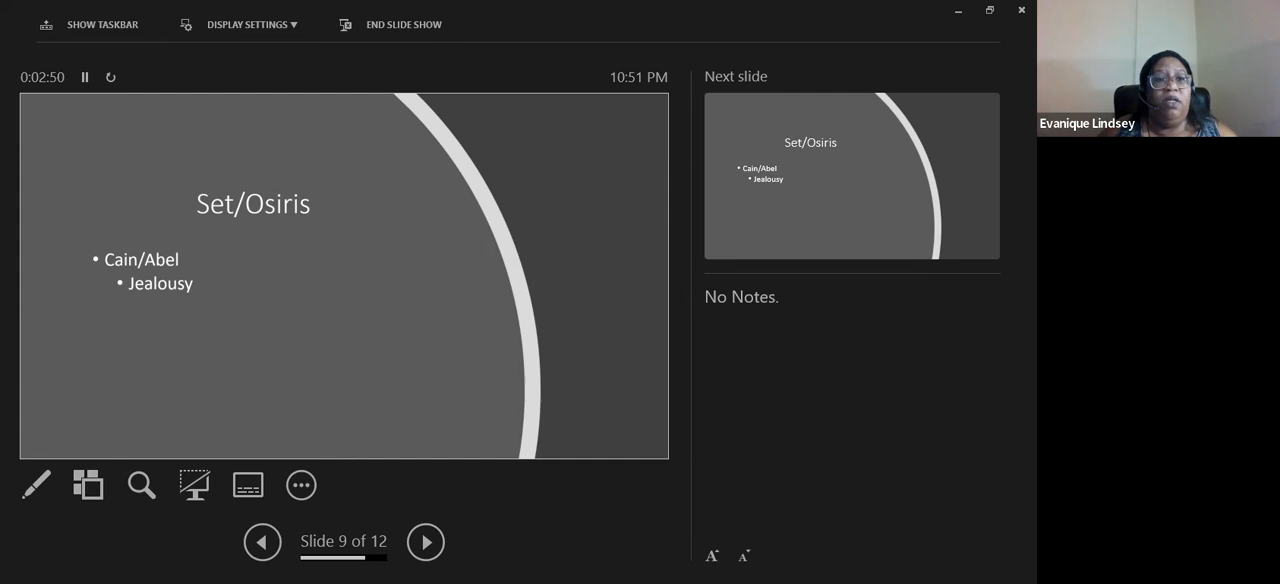 SHOW TASKBAR
DISPLAY SETTINGS ▼
END SLIDE SHOW
0:02:50
10:51 PM
Next slide
Set/Osiris
• Cain/Abel
• Jealousy
Set/Osiris
• Cain/Abel
• Jealousy
No Notes.
Slide 9 of 12
A A
Evanique Lindsey